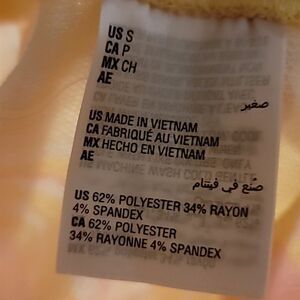 US S
CA P
MX CH
AE
صغير
US MADE IN VIETNAM
CA FABRIQUÉ AU VIETNAM
MX HECHO EN VIETNAM
AE
صنع في فيتنام
US 62% POLYESTER 34% RAYON
4% SPANDEX
CA 62% POLYESTER
34% RAYONNE 4% SPANDEX